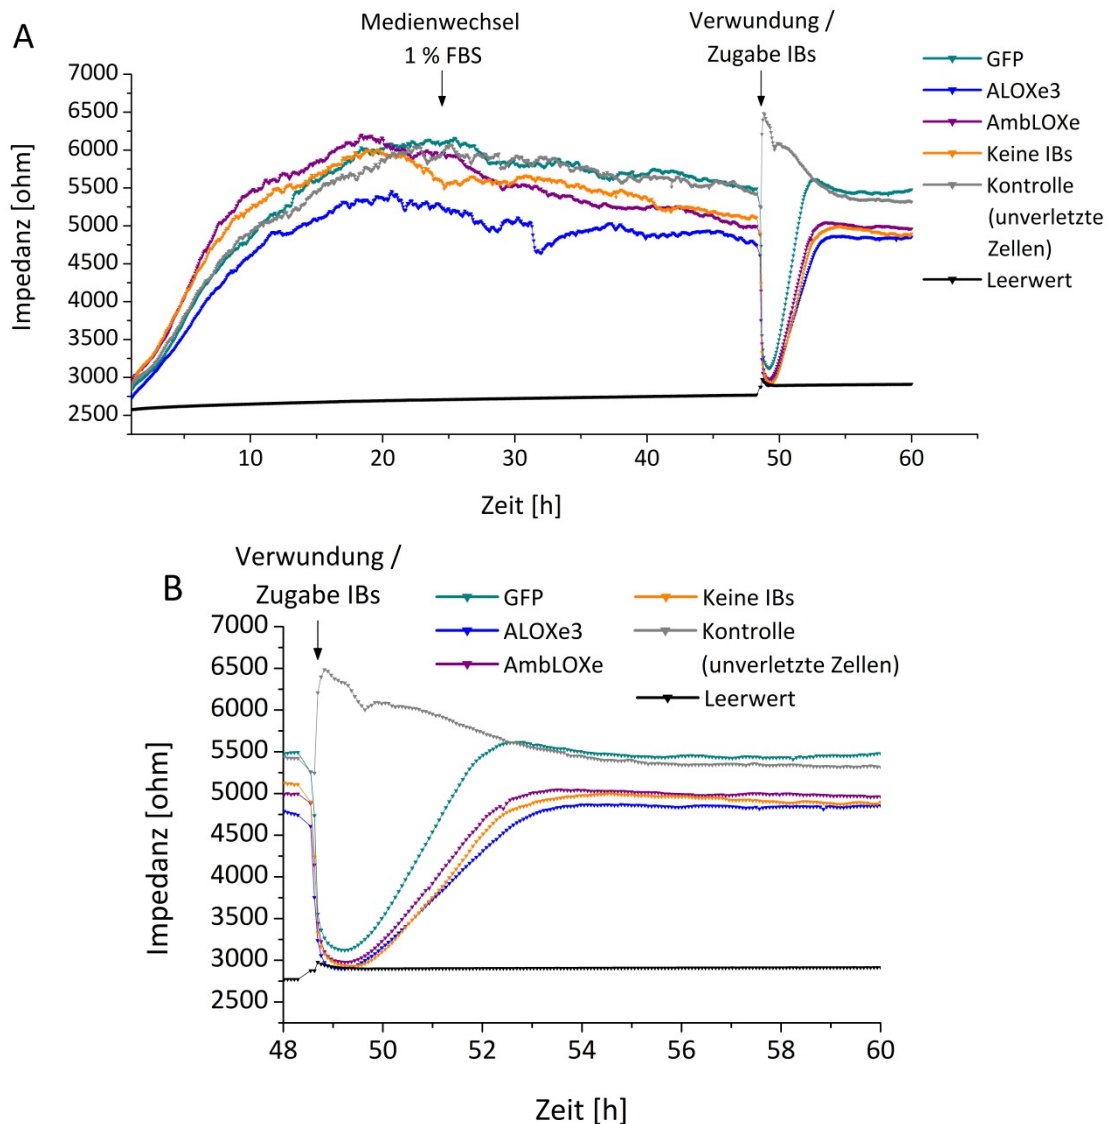 A
Medienwechsel
1 % FBS
Verwundung /
Zugabe IBs
7000
6500
6000
5500
5000
4500
4000
3500
3000
2500
Impedanz [ohm]
10
20
30
40
50
60
Zeit [h]
GFP
ALOXe3
AmbLOXe
Keine IBs
Kontrolle
(unverletzte
Zellen)
Leerwert
B
Verwundung /
Zugabe IBs
GFP
ALOXe3
AmbLOXe
Keine IBs
Kontrolle
(unverletzte Zellen)
Leerwert
7000
6500
6000
5500
5000
4500
4000
3500
3000
2500
Impedanz [ohm]
48
50
52
54
56
58
60
Zeit [h]